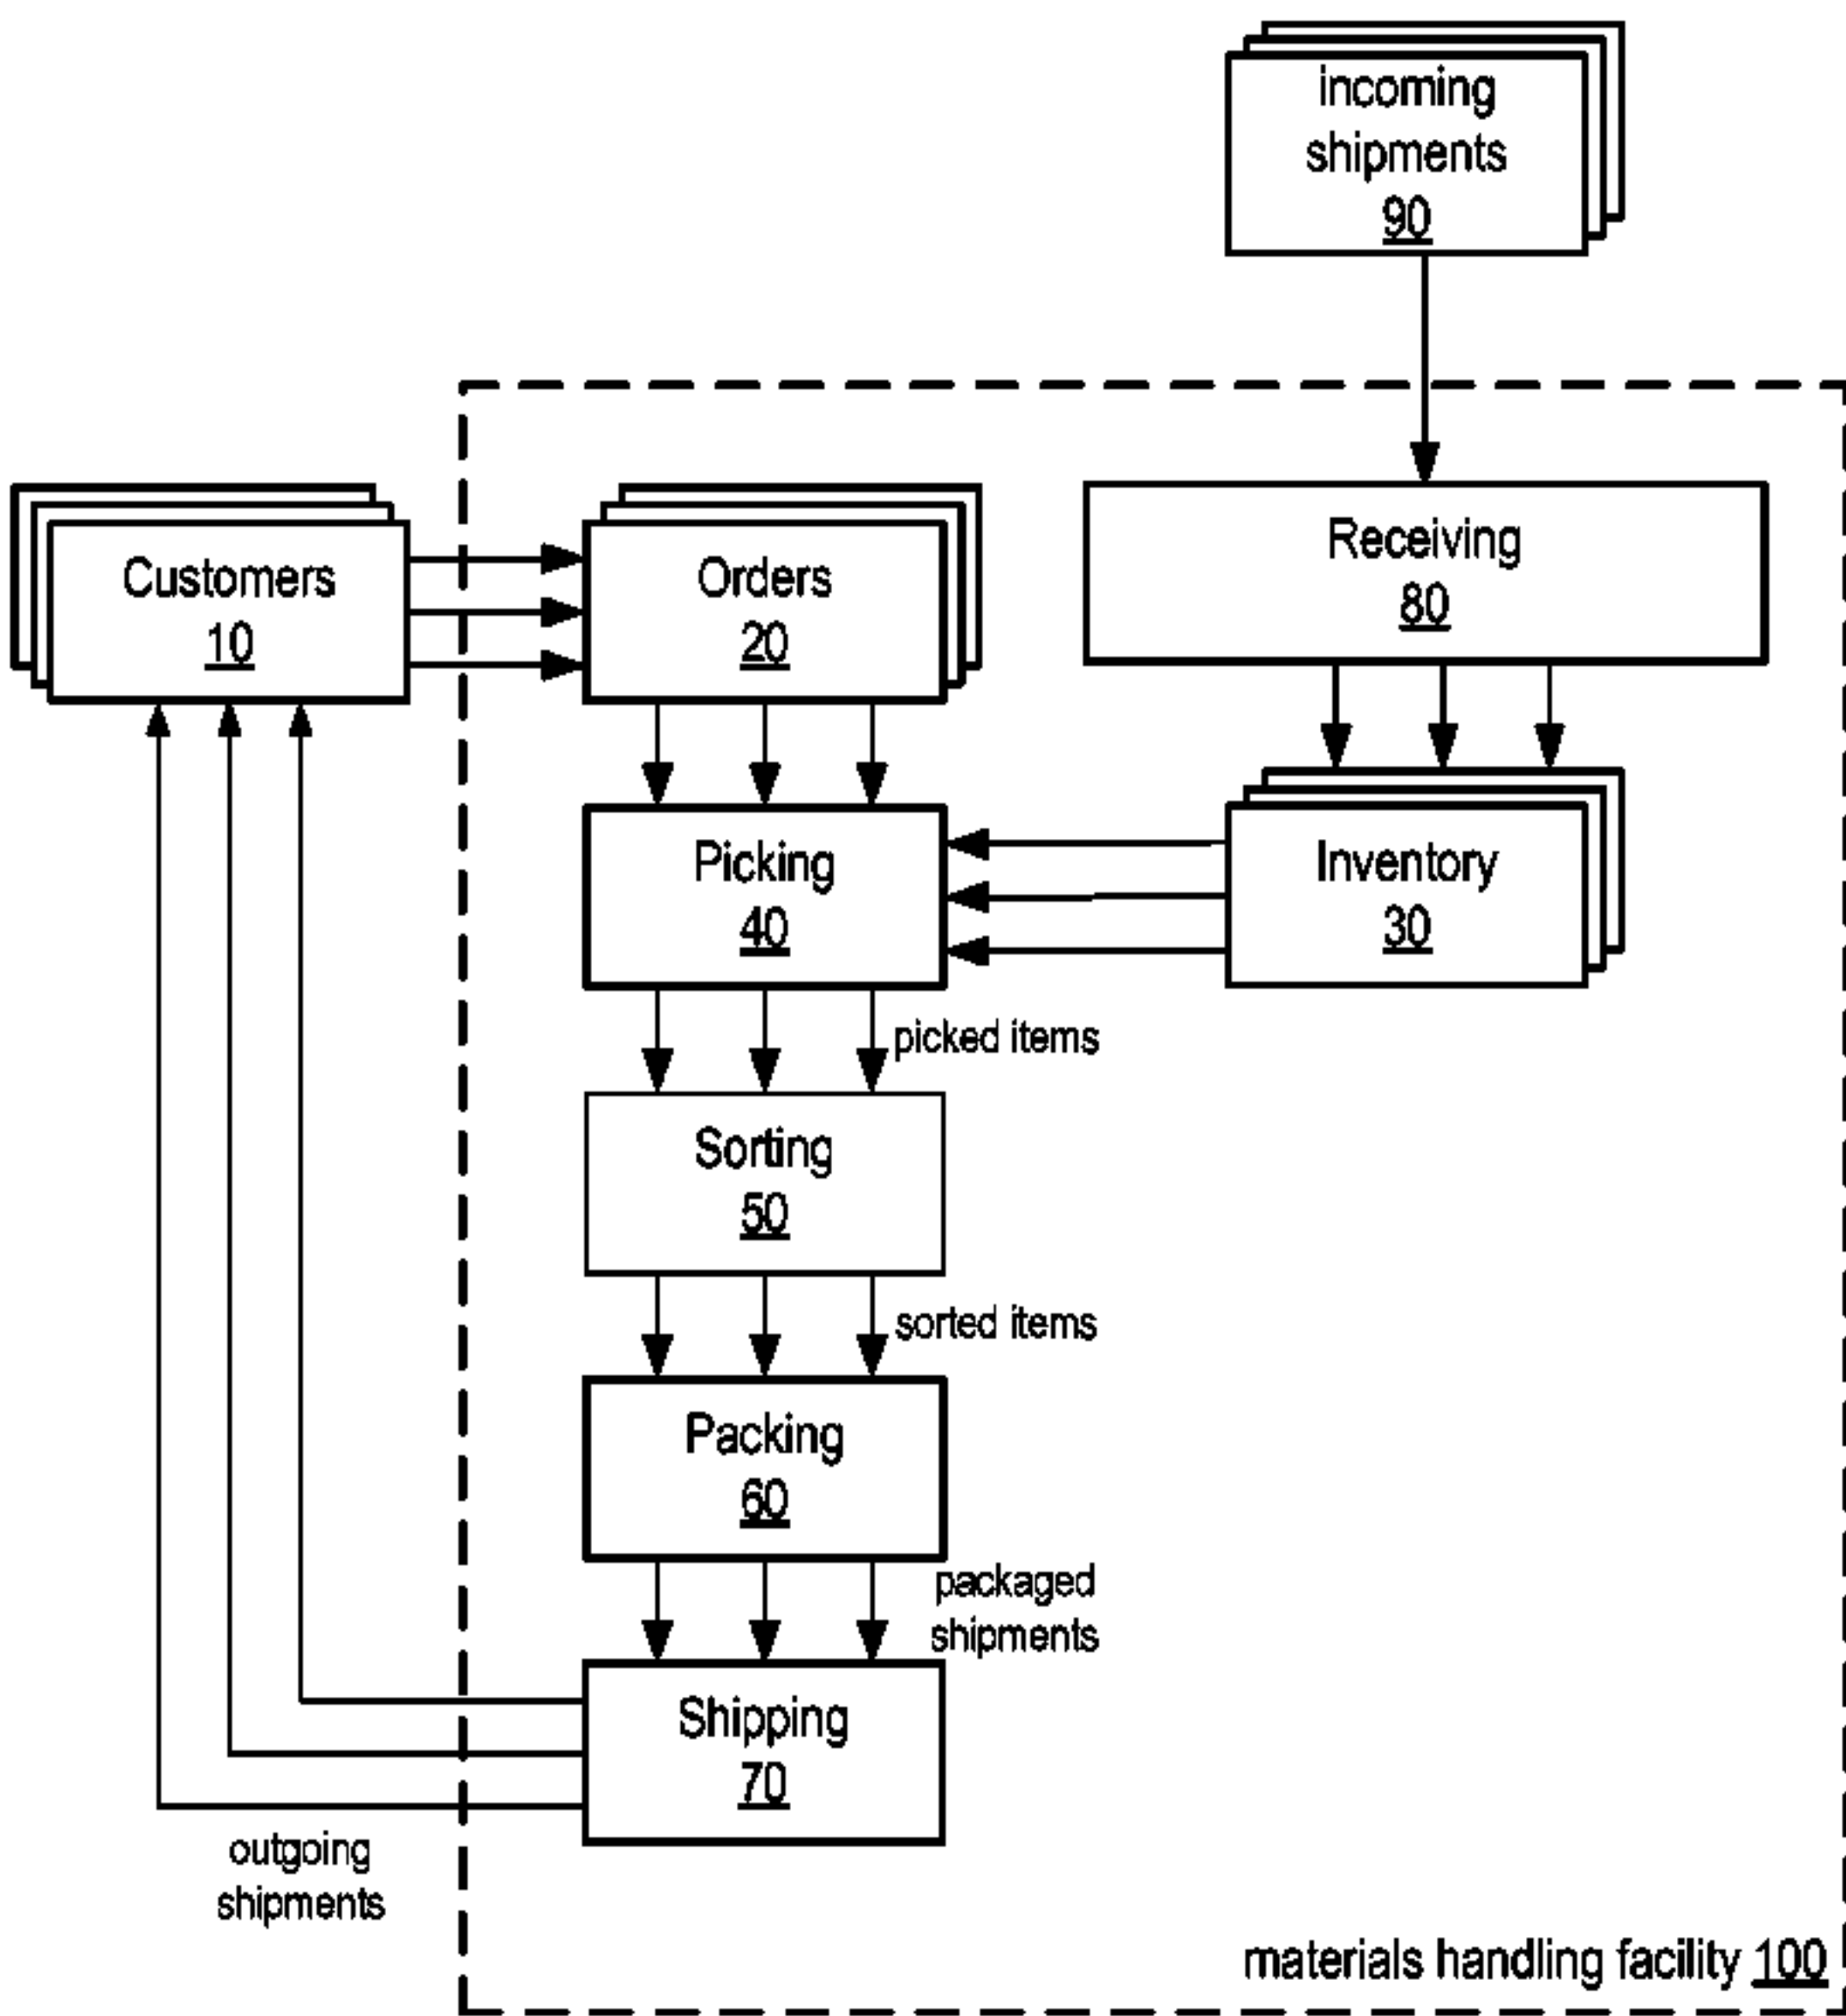 incoming
shipments
90
Customers
10
Orders
20
Receiving
80
Picking
40
Inventory
30
picked items
Sorting
50
sorted items
Packing
60
packaged
shipments
Shipping
70
outgoing
shipments
materials handling facility 100